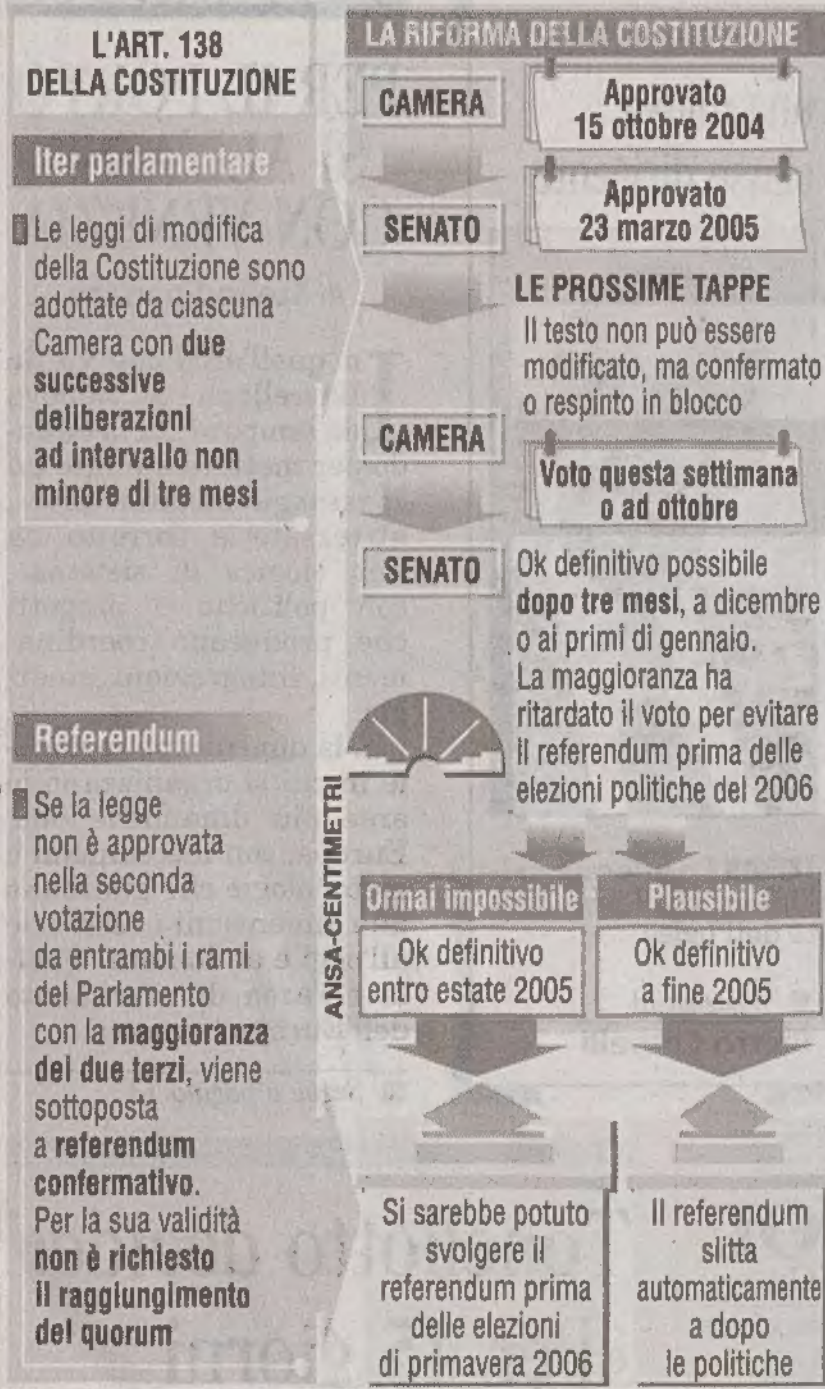 L'ART. 138
DELLA COSTITUZIONE
Iter parlamentare
Le leggi di modifica
della Costituzione sono
adottate da ciascuna
Camera con due
successive
deliberazioni
ad intervallo non
minore di tre mesi
Referendum
Se la legge
non è approvata
nella seconda
votazione
da entrambi i rami
del Parlamento
con la maggioranza
dei due terzi, viene
sottoposta
a referendum
confermativo.
Per la sua validità
non è richiesto
il raggiungimento
del quorum
ANSA-CENTIMETRI
LA RIFORMA DELLA COSTITUZIONE
CAMERA
Approvato
15 ottobre 2004
SENATO
Approvato
23 marzo 2005
LE PROSSIME TAPPE
Il testo non può essere
modificato, ma confermato
o respinto in blocco
CAMERA
Voto questa settimana
o ad ottobre
SENATO
Ok definitivo possibile
dopo tre mesi, a dicembre
o ai primi di gennaio.
La maggioranza ha
ritardato il voto per evitare
il referendum prima delle
elezioni politiche del 2006
Ormai impossibile
Ok definitivo
entro estate 2005
Si sarebbe potuto
svolgere il
referendum prima
delle elezioni
di primavera 2006
Plausibile
Ok definitivo
a fine 2005
Il referendum
slitta
automaticamente
a dopo
le politiche